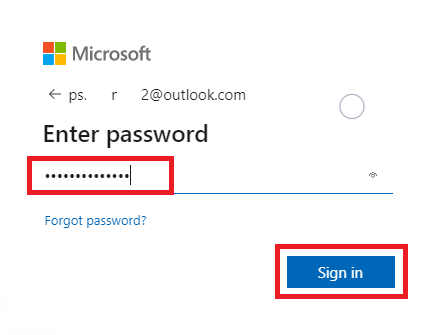 Microsoft
ps. r 2@outlook.com
Enter password
••••••••••••••
Forgot password?
Sign in